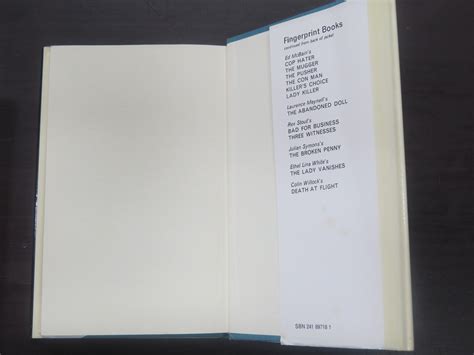 Fingerprint Books
continued from back of jacket
Ed McBain's
COP HATER
THE MUGGER
THE PUSHER
THE CON MAN
KILLER'S CHOICE
LADY KILLER
Laurence Meynell's
THE ABANDONED DOLL
Rex Stout's
BAD FOR BUSINESS
THREE WITNESSES
Julian Symons's
THE BROKEN PENNY
Ethel Lina White's
THE LADY VANISHES
Colin Willock's
DEATH AT FLIGHT
SBN 241 89718 1